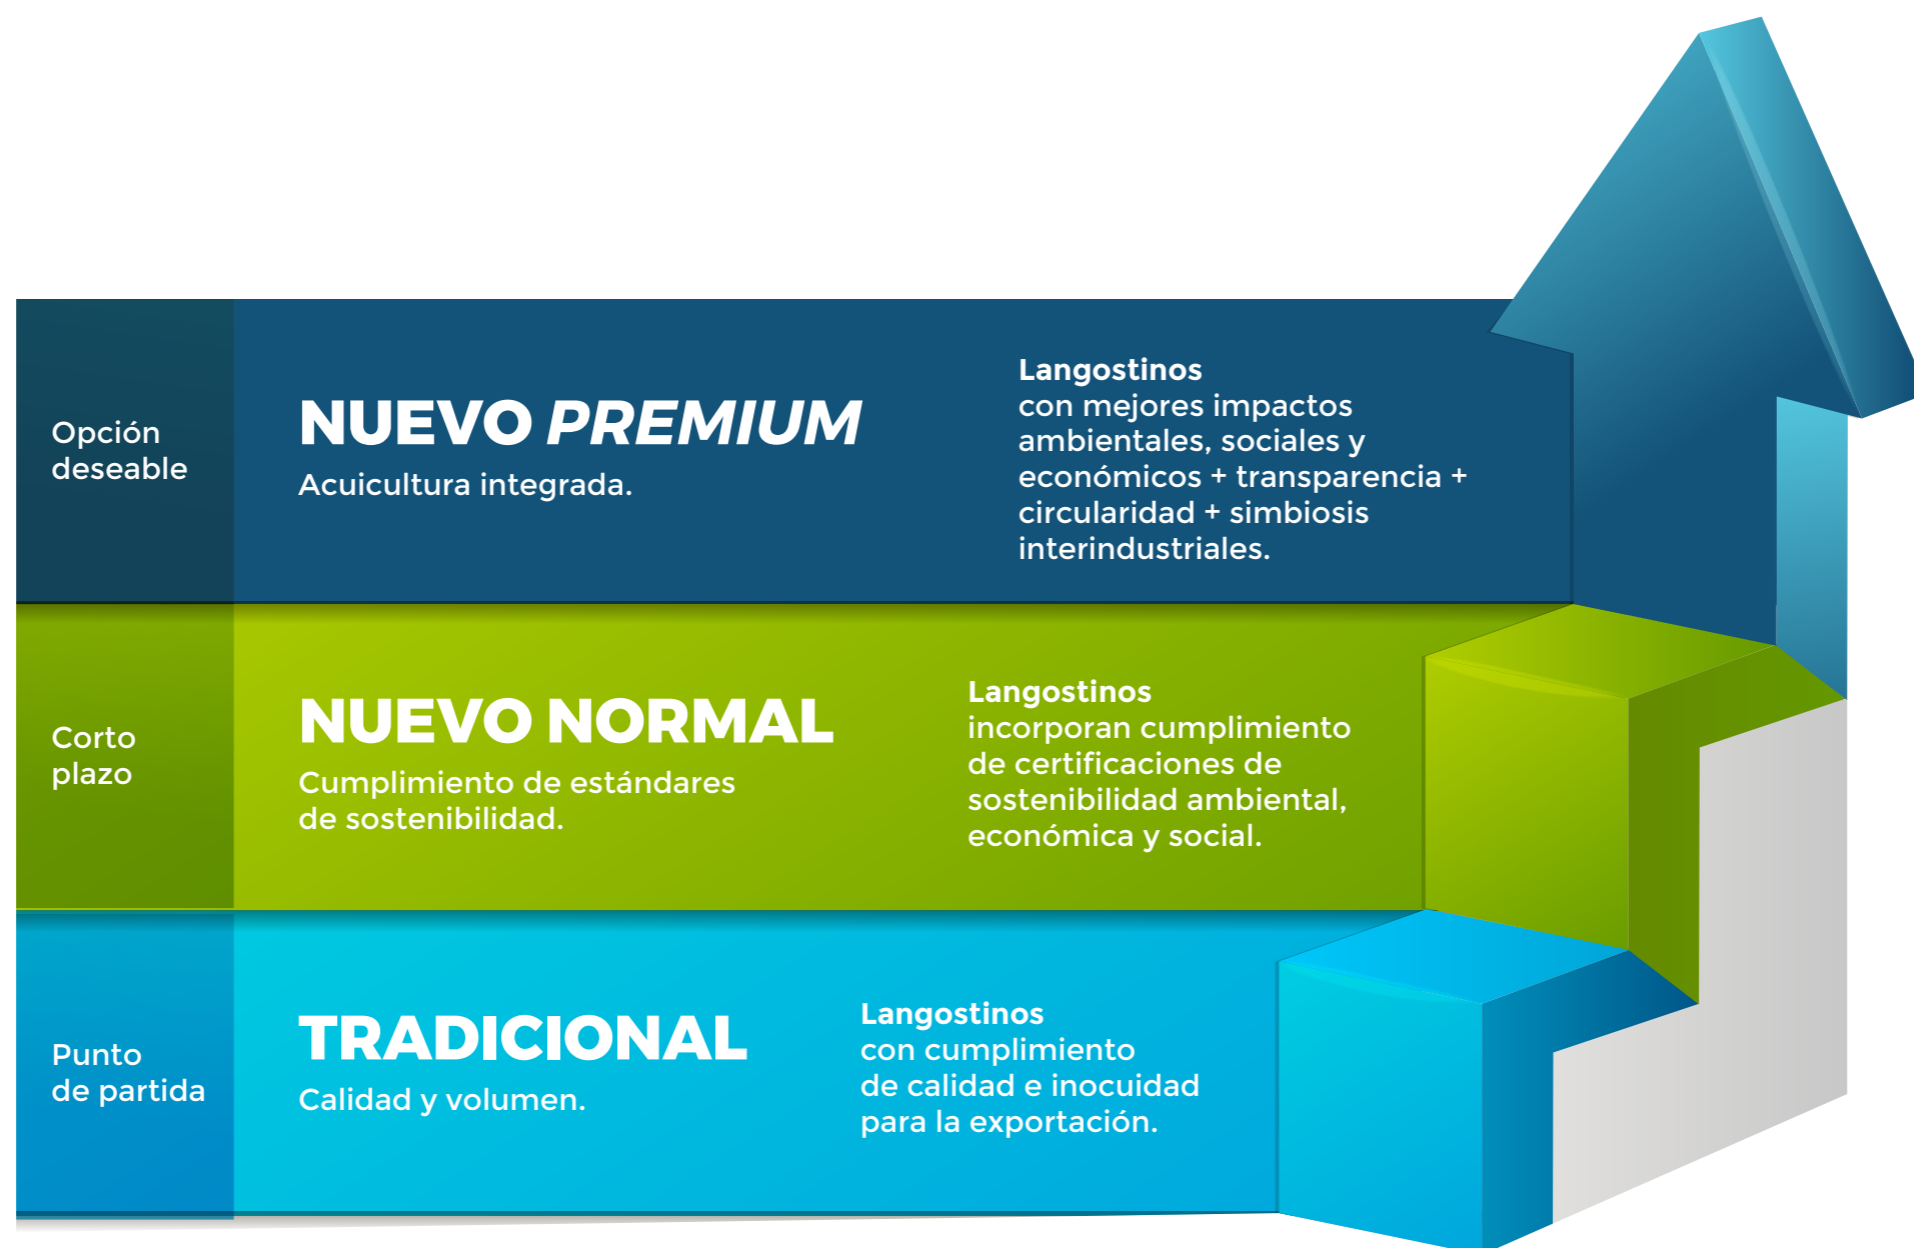 Opción
deseable
NUEVO PREMIUM
Acuicultura integrada.
Langostinos
con mejores impactos
ambientales, sociales y
económicos + transparencia +
circularidad + simbiosis
interindustriales.
Corto
plazo
NUEVO NORMAL
Cumplimiento de estándares
de sostenibilidad.
Langostinos
incorporan cumplimiento
de certificaciones de
sostenibilidad ambiental,
económica y social.
Punto
de partida
TRADICIONAL
Calidad y volumen.
Langostinos
con cumplimiento
de calidad e inocuidad
para la exportación.